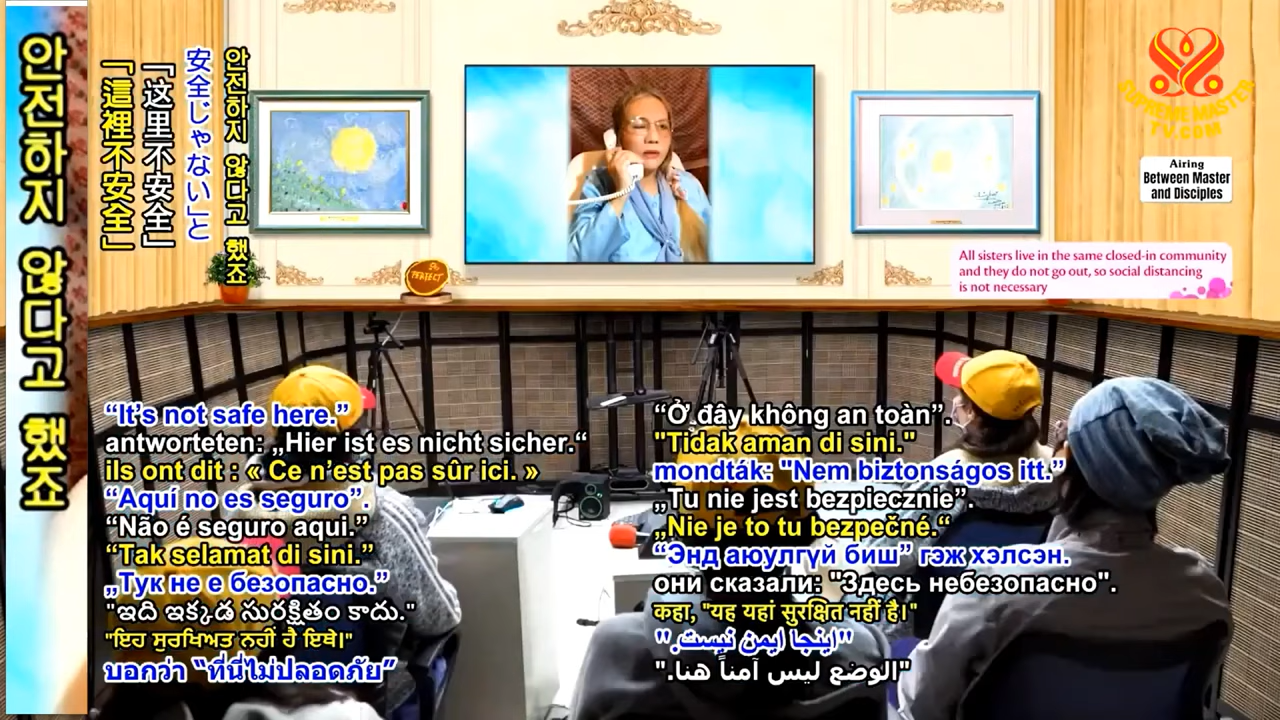 안전하지 않다고 했죠
「這裡不安全」
「这里不安全」
安全じゃない」と
안전하지 않다고 했죠
SUPREME MASTER
TV.COM
Airing
Between Master
and Disciples
All sisters live in the same closed-in community
and they do not go out, so social distancing
is not necessary
PERFECT
“It’s not safe here.”
antworteten: „Hier ist es nicht sicher.“
ils ont dit : « Ce n’est pas sûr ici. »
“Aquí no es seguro”.
“Não é seguro aqui.”
“Tak selamat di sini.”
„Тук не е безопасно.”
"ఇది ఇక్కడ సురక్షితం కాదు."
"ਇਹ ਸੁਰਖਿਅਤ ਨਹੀਂ ਹੈ ਇਥੇ।"
บอกว่า “ที่นี่ไม่ปลอดภัย”
“Ở đây không an toàn”.
"Tidak aman di sini."
mondták: "Nem biztonságos itt.”
„Tu nie jest bezpiecznie”.
„Nie je to tu bezpečné.“
“Энд аюулгүй биш” гэж хэлсэн.
они сказали: "Здесь небезопасно".
कहा, "यह यहां सुरक्षित नहीं है।"
"اینجا ایمن نیست."
"الوضع ليس آمناً هنا."